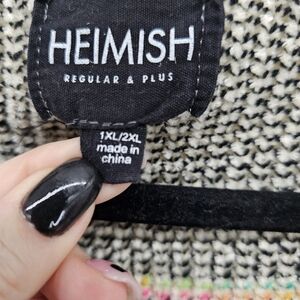 HEIMISH
REGULAR & PLUS
1XL/2XL
made in
china